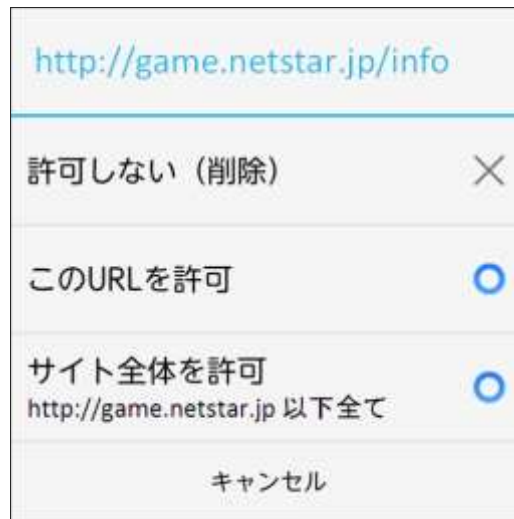 http://game.netstar.jp/info
許可しない（削除）
このURLを許可
サイト全体を許可
http://game.netstar.jp 以下全て
キャンセル